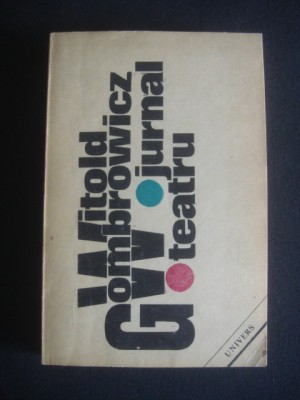 Witold
Gombrowicz
jurnal
teatru
UNIVERS